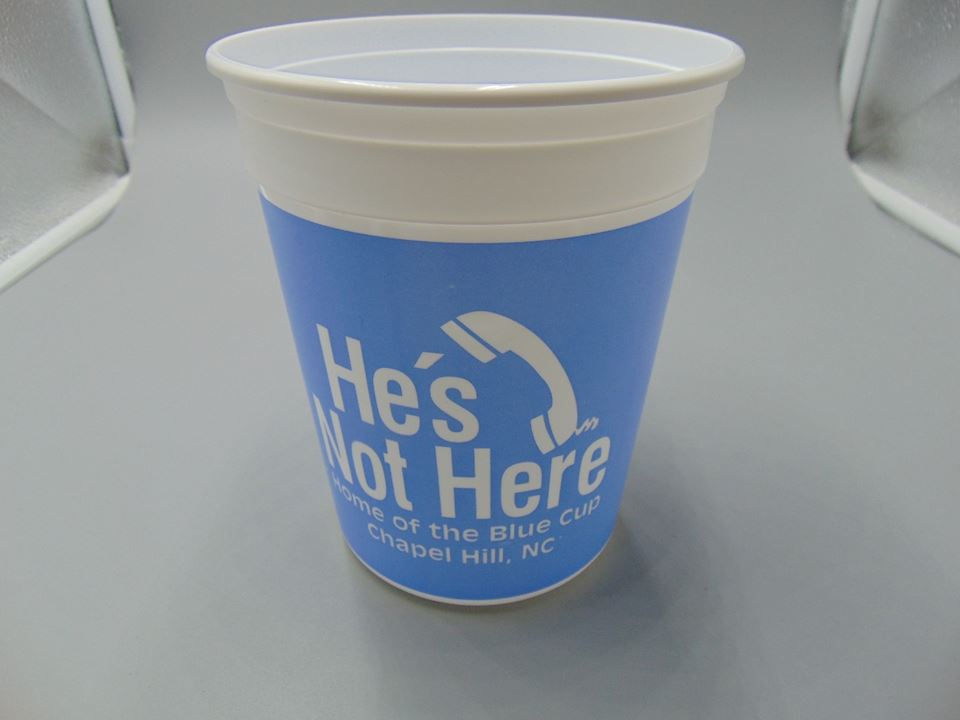 He's
Not Here
Home of the Blue Cup
Chapel Hill, NC